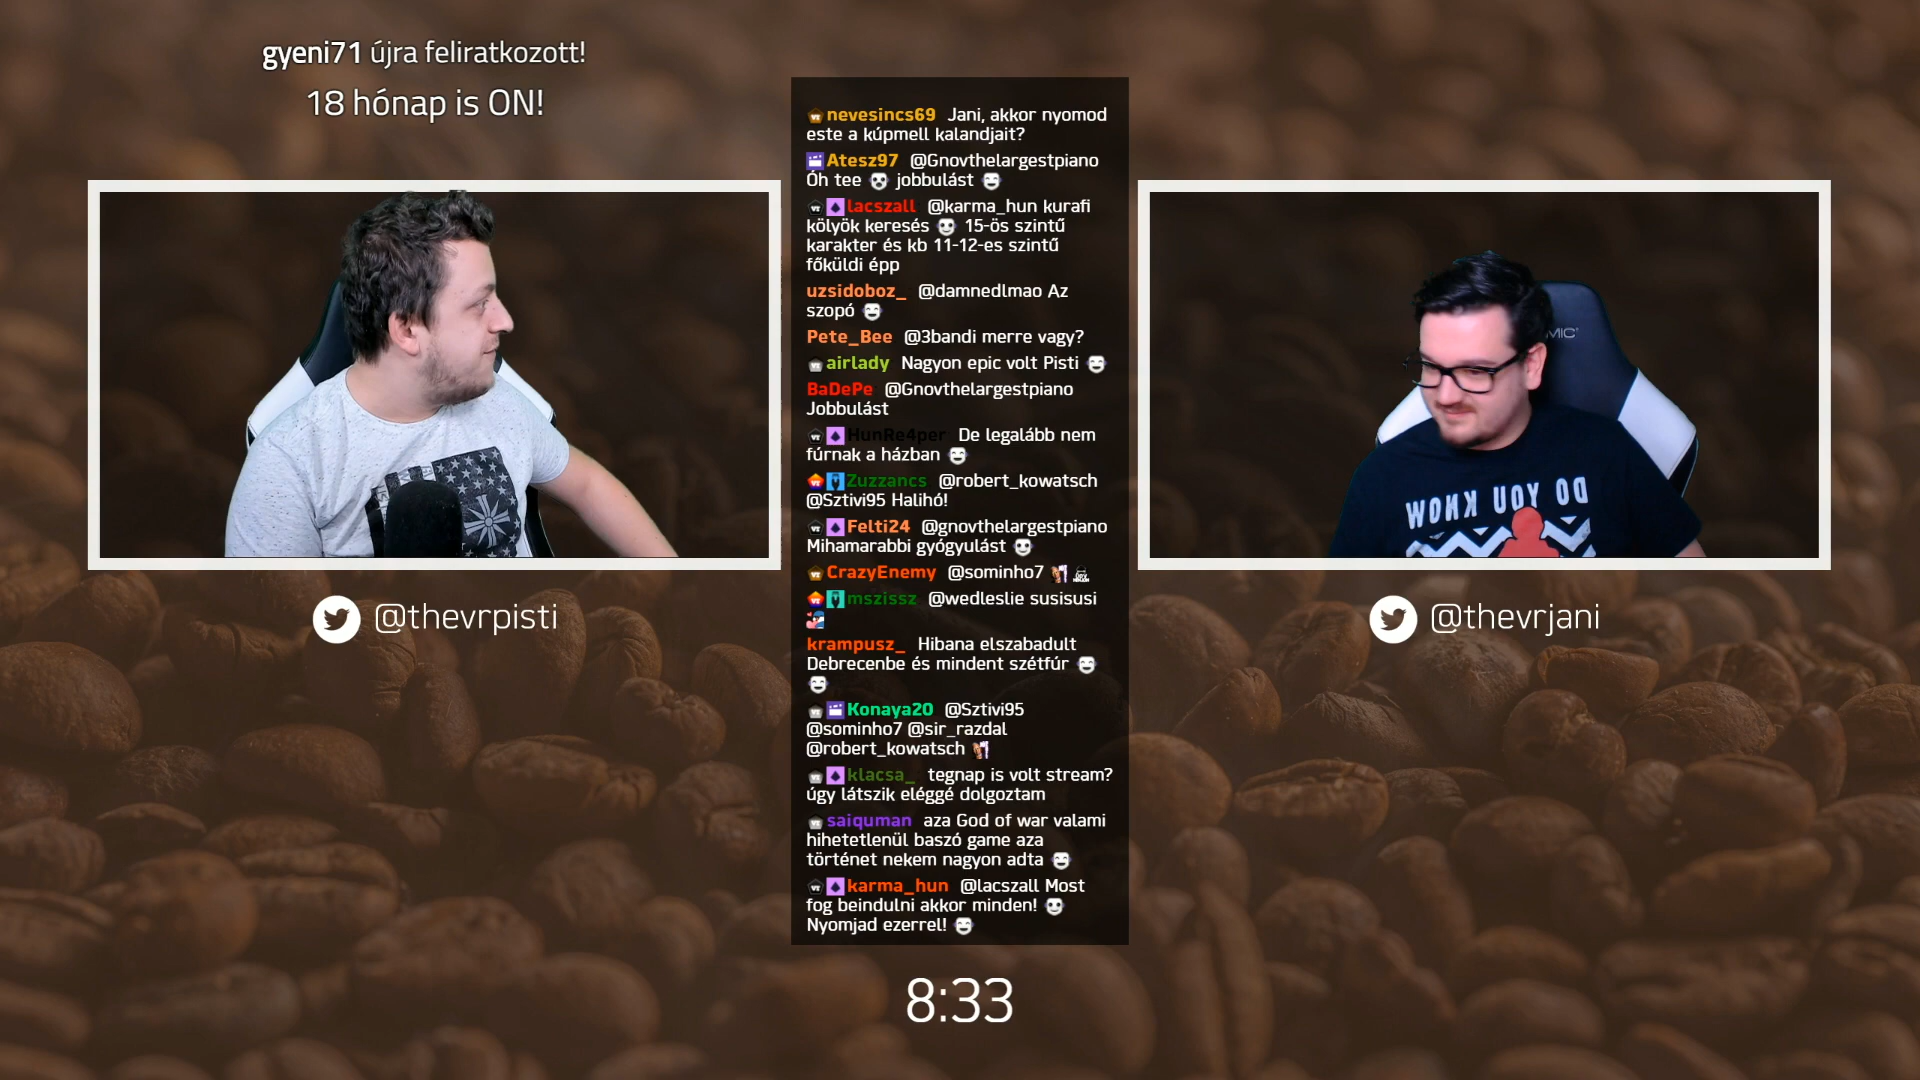 gyeni71 újra feliratkozott!
18 hónap is ON!
nevesincs69 Jani, akkor nyomod
este a kúpmell kalandjait?
Atesz97 @Gnovthelargestpiano
Óh tee jobbulást
lacszall @karma_hun kurafi
kölyök keresés 15-ös szintű
karakter és kb 11-12-es szintű
főküldi épp
uzsidoboz_ @damnedlmao Az
szopó
Pete_Bee @3bandi merre vagy?
airlady Nagyon epic volt Pisti
BaDePe @Gnovthelargestpiano
Jobbulást
HunRe4per De legalább nem
fúrnak a házban
Zuzzancs @robert_kowatsch
@Sztivi95 Halihó!
Felti24 @gnovthelargestpiano
Mihamarabbi gyógyulást
CrazyEnemy @sominho7
mszissz @wedleslie susisusi
krampusz_ Hibana elszabadult
Debrecenbe és mindent szétfúr
Konaya20 @Sztivi95
@sominho7 @sir_razdal
@robert_kowatsch
klacsa_ tegnap is volt stream?
úgy látszik eléggé dolgoztam
saiquman aza God of war valami
hihetetlenül baszó game aza
történet nekem nagyon adta
karma_hun @lacszall Most
fog beindulni akkor minden!
Nyomjad ezerrel!
8:33
@thevrpisti
MIC
DO YOU KNOW
@thevrjani